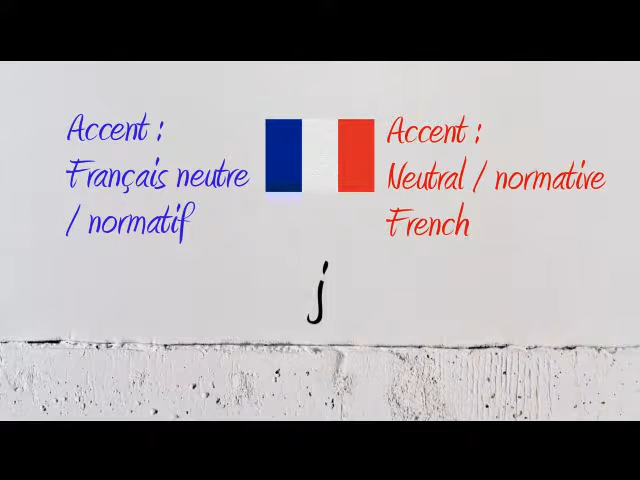 Accent :
Français neutre
/ normatif
Accent :
Neutral / normative
French
j